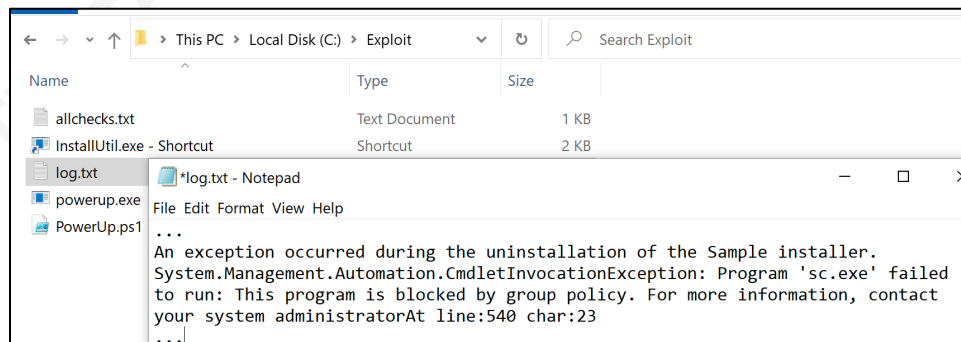 This PC > Local Disk (C:) > Exploit
Search Exploit
Name Type Size
allchecks.txt Text Document 1 KB
InstallUtil.exe - Shortcut Shortcut 2 KB
log.txt
powerup.exe
PowerUp.ps1
*log.txt - Notepad
File Edit Format View Help
...
An exception occurred during the uninstallation of the Sample installer.
System.Management.Automation.CmdletInvocationException: Program 'sc.exe' failed
to run: This program is blocked by group policy. For more information, contact
your system administratorAt line:540 char:23
...